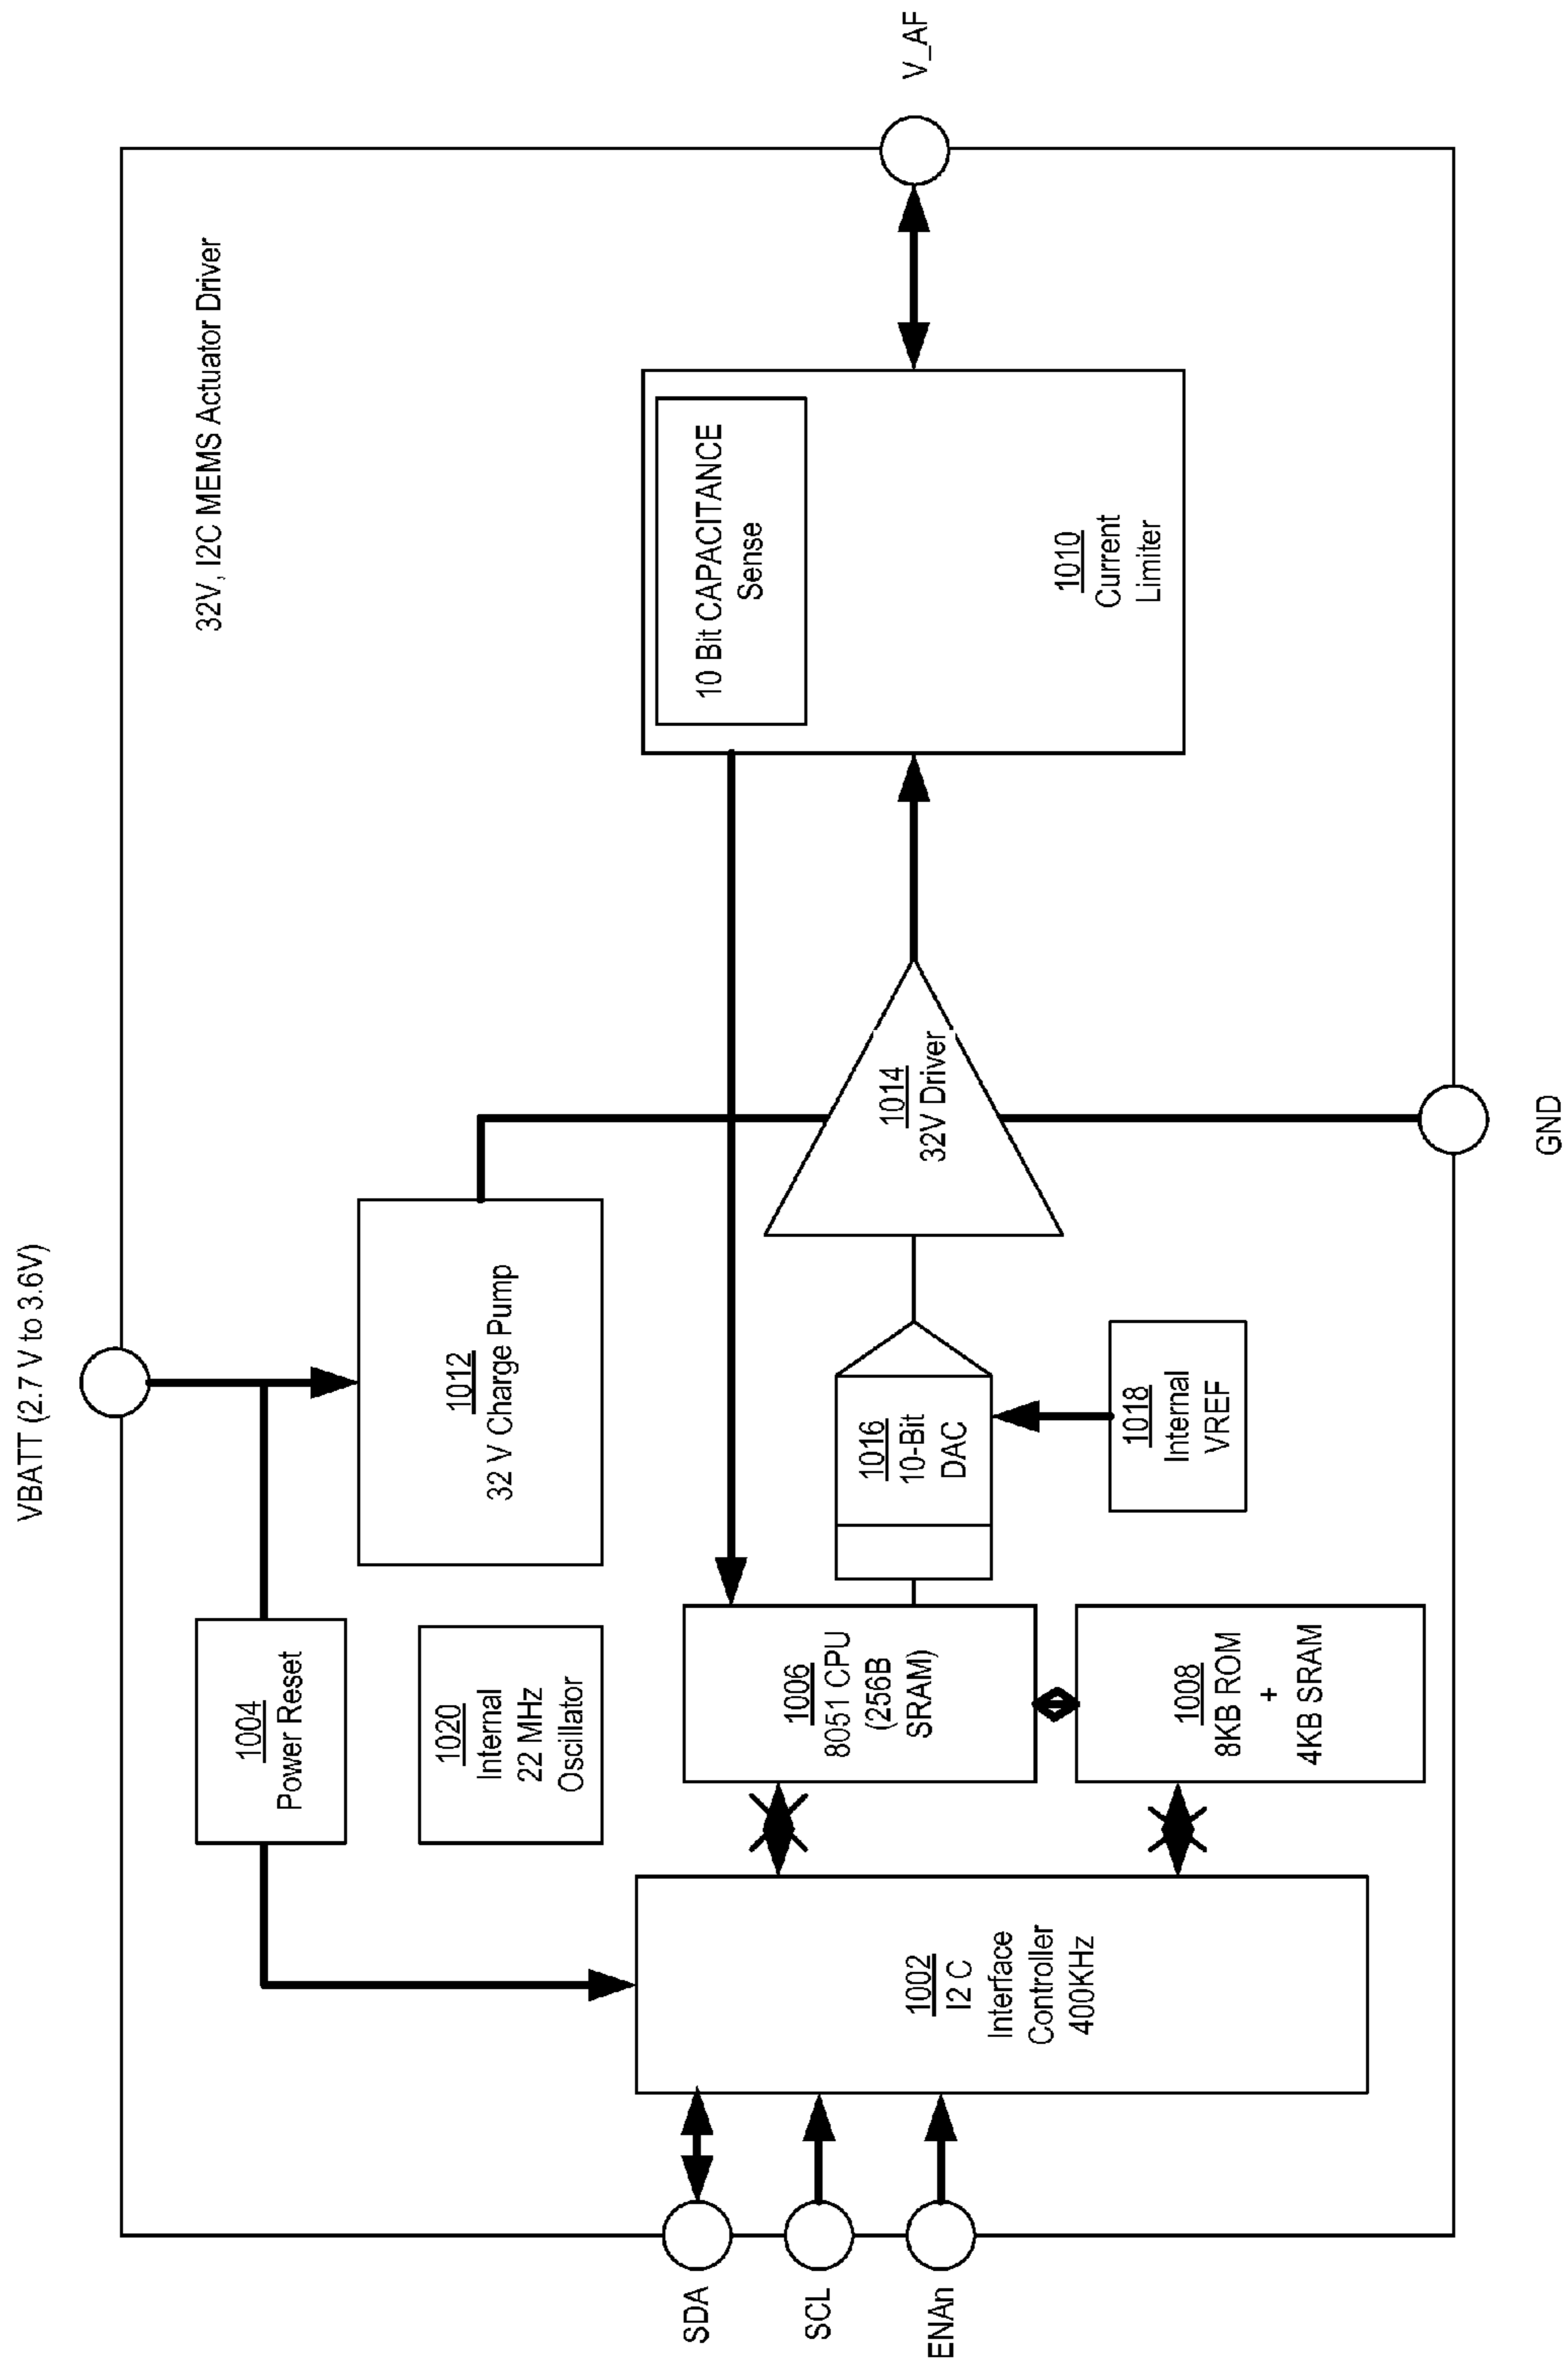 VBATT (2.7 V to 3.6V)
32V, I2C MEMS Actuator Driver
1004
Power Reset
1020
Internal
22 MHz
Oscillator
1012
32 V Charge Pump
SDA
SCL
ENAn
1002
I2 C
Interface
Controller
400KHz
1006
8051 CPU
(256B
SRAM)
1008
8KB ROM
+
4KB SRAM
1016
10-Bit
DAC
1018
Internal
VREF
1014
32V Driver
10 Bit CAPACITANCE
Sense
1010
Current
Limiter
V_AF
GND